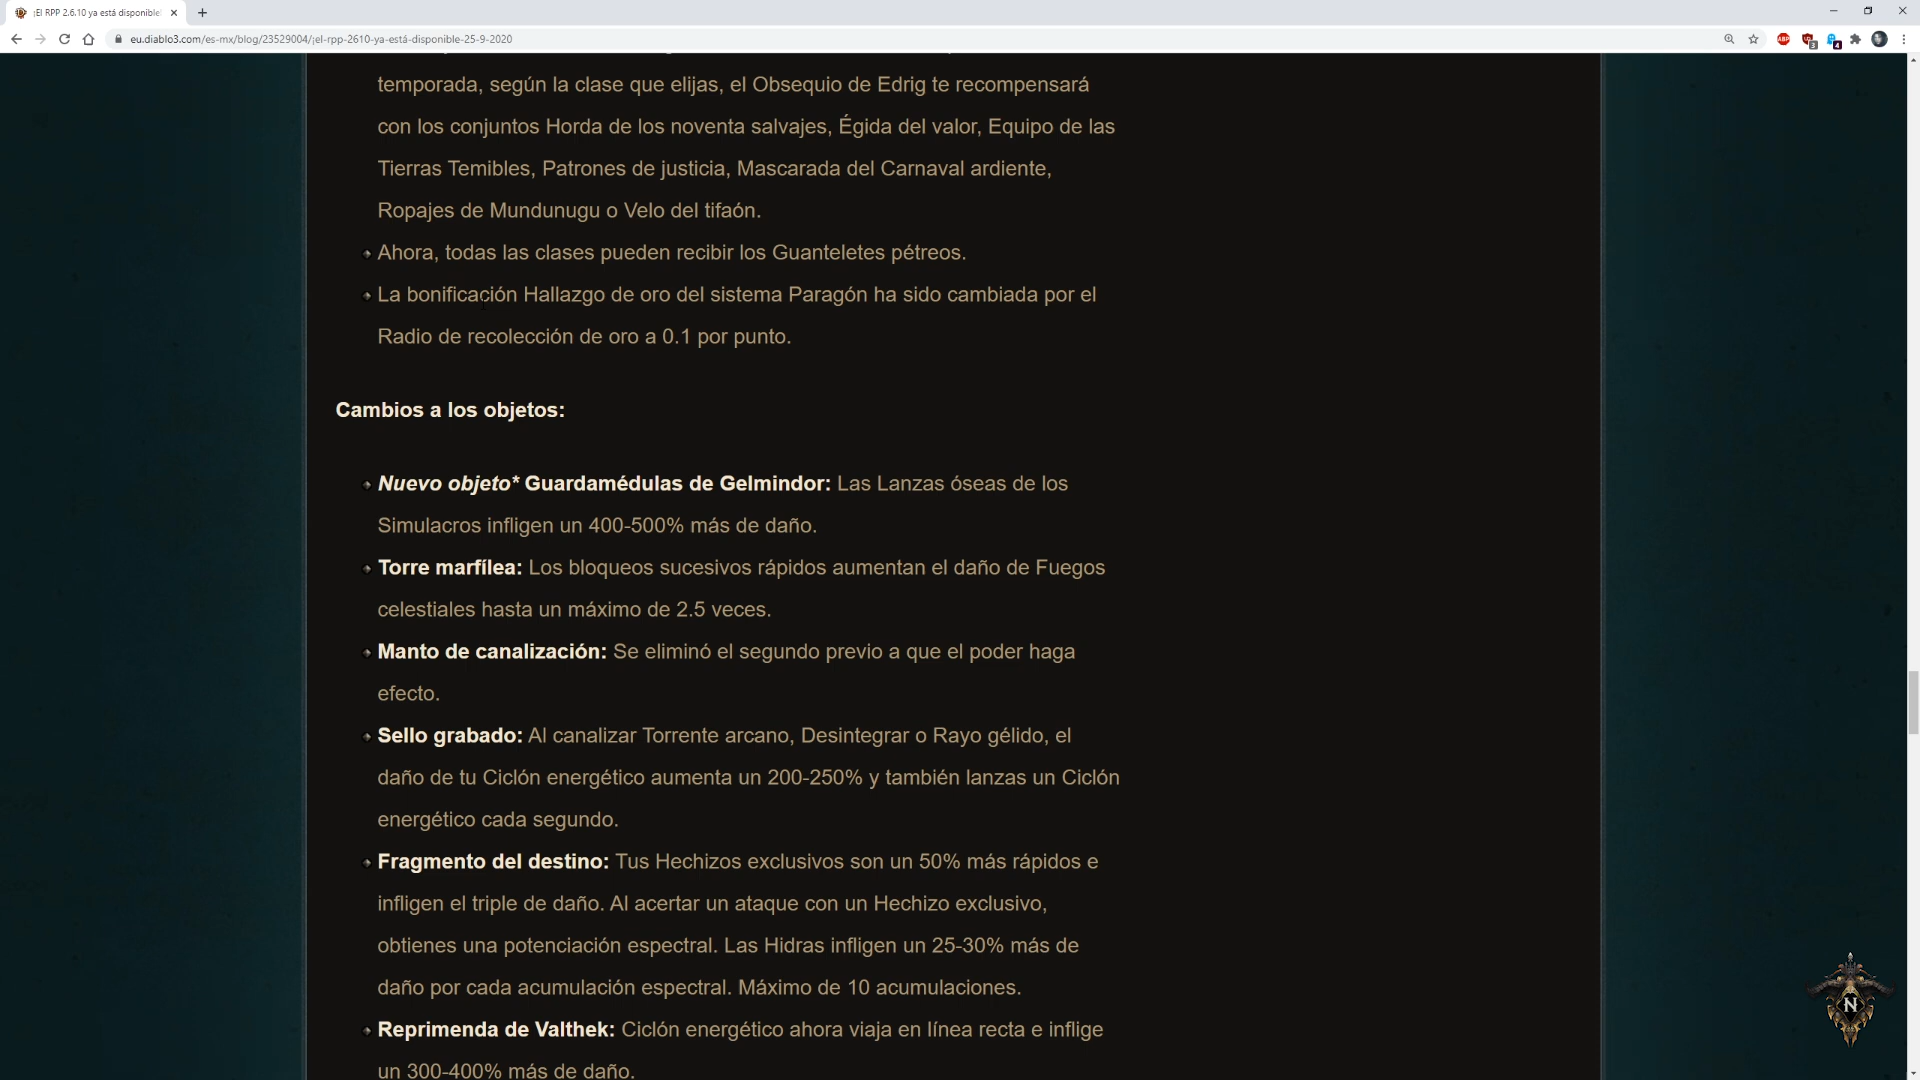 ¡El RPP 2.6.10 ya está disponible!
eu.diablo3.com/es-mx/blog/23529004/¡el-rpp-2610-ya-está-disponible-25-9-2020
ABP
3
4
temporada, según la clase que elijas, el Obsequio de Edrig te recompensará
con los conjuntos Horda de los noventa salvajes, Égida del valor, Equipo de las
Tierras Temibles, Patrones de justicia, Mascarada del Carnaval ardiente,
Ropajes de Mundunugu o Velo del tifaón.
Ahora, todas las clases pueden recibir los Guanteletes pétreos.
La bonificación Hallazgo de oro del sistema Paragón ha sido cambiada por el
Radio de recolección de oro a 0.1 por punto.
Cambios a los objetos:
Nuevo objeto* Guardamédulas de Gelmindor: Las Lanzas óseas de los
Simulacros infligen un 400-500% más de daño.
Torre marfílea: Los bloqueos sucesivos rápidos aumentan el daño de Fuegos
celestiales hasta un máximo de 2.5 veces.
Manto de canalización: Se eliminó el segundo previo a que el poder haga
efecto.
Sello grabado: Al canalizar Torrente arcano, Desintegrar o Rayo gélido, el
daño de tu Ciclón energético aumenta un 200-250% y también lanzas un Ciclón
energético cada segundo.
Fragmento del destino: Tus Hechizos exclusivos son un 50% más rápidos e
infligen el triple de daño. Al acertar un ataque con un Hechizo exclusivo,
obtienes una potenciación espectral. Las Hidras infligen un 25-30% más de
daño por cada acumulación espectral. Máximo de 10 acumulaciones.
Reprimenda de Valthek: Ciclón energético ahora viaja en línea recta e inflige
un 300-400% más de daño.
N